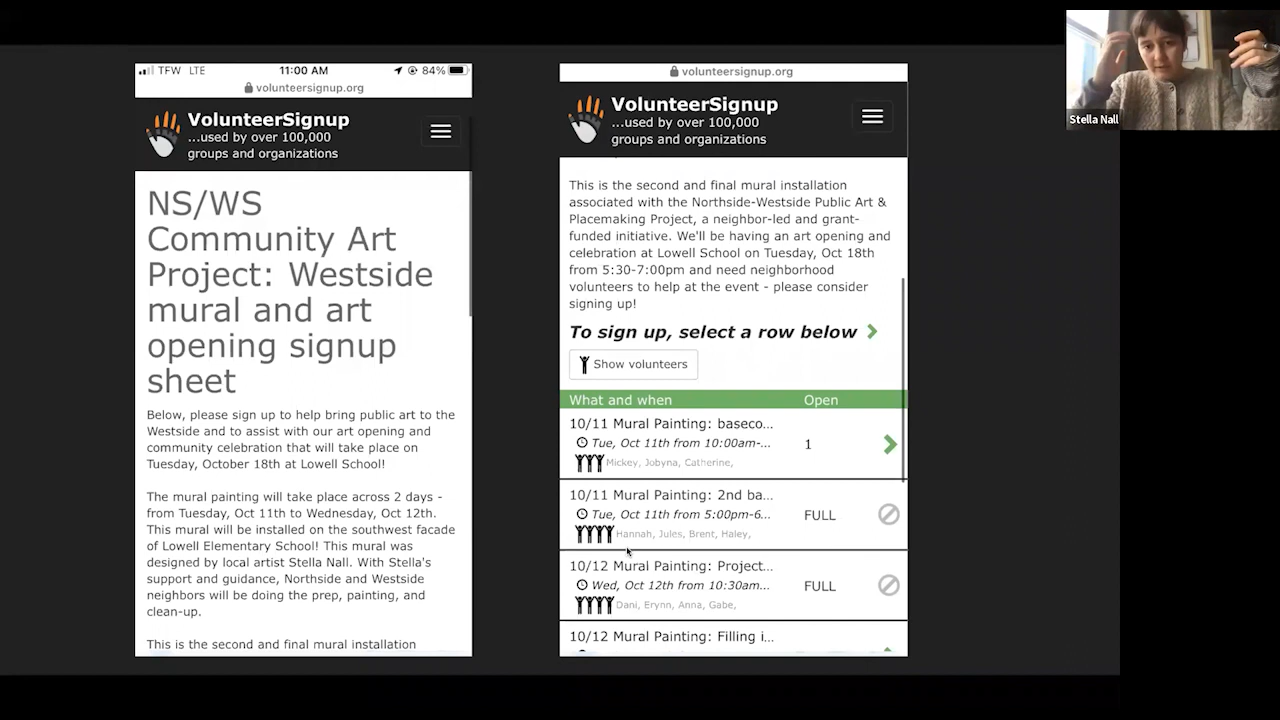 TFW LTE 11:00 AM 84%
volunteersignup.org
VolunteerSignup
...used by over 100,000
groups and organizations
NS/WS
Community Art
Project: Westside
mural and art
opening signup
sheet
Below, please sign up to help bring public art to the
Westside and to assist with our art opening and
community celebration that will take place on
Tuesday, October 18th at Lowell School!
The mural painting will take place across 2 days -
from Tuesday, Oct 11th to Wednesday, Oct 12th.
This mural will be installed on the southwest facade
of Lowell Elementary School! This mural was
designed by local artist Stella Nall. With Stella's
support and guidance, Northside and Westside
neighbors will be doing the prep, painting, and
clean-up.
This is the second and final mural installation
volunteersignup.org
VolunteerSignup
...used by over 100,000
groups and organizations
This is the second and final mural installation
associated with the Northside-Westside Public Art &
Placemaking Project, a neighbor-led and grant-
funded initiative. We'll be having an art opening and
celebration at Lowell School on Tuesday, Oct 18th
from 5:30-7:00pm and need neighborhood
volunteers to help at the event - please consider
signing up!
To sign up, select a row below
Show volunteers
What and when Open
10/11 Mural Painting: baseco...
Tue, Oct 11th from 10:00am-... 1
Mickey, Jobyna, Catherine,
10/11 Mural Painting: 2nd ba...
Tue, Oct 11th from 5:00pm-6... FULL
Hannah, Jules, Brent, Haley,
10/12 Mural Painting: Project...
Wed, Oct 12th from 10:30am... FULL
Dani, Erynn, Anna, Gabe,
10/12 Mural Painting: Filling i...
Stella Nall